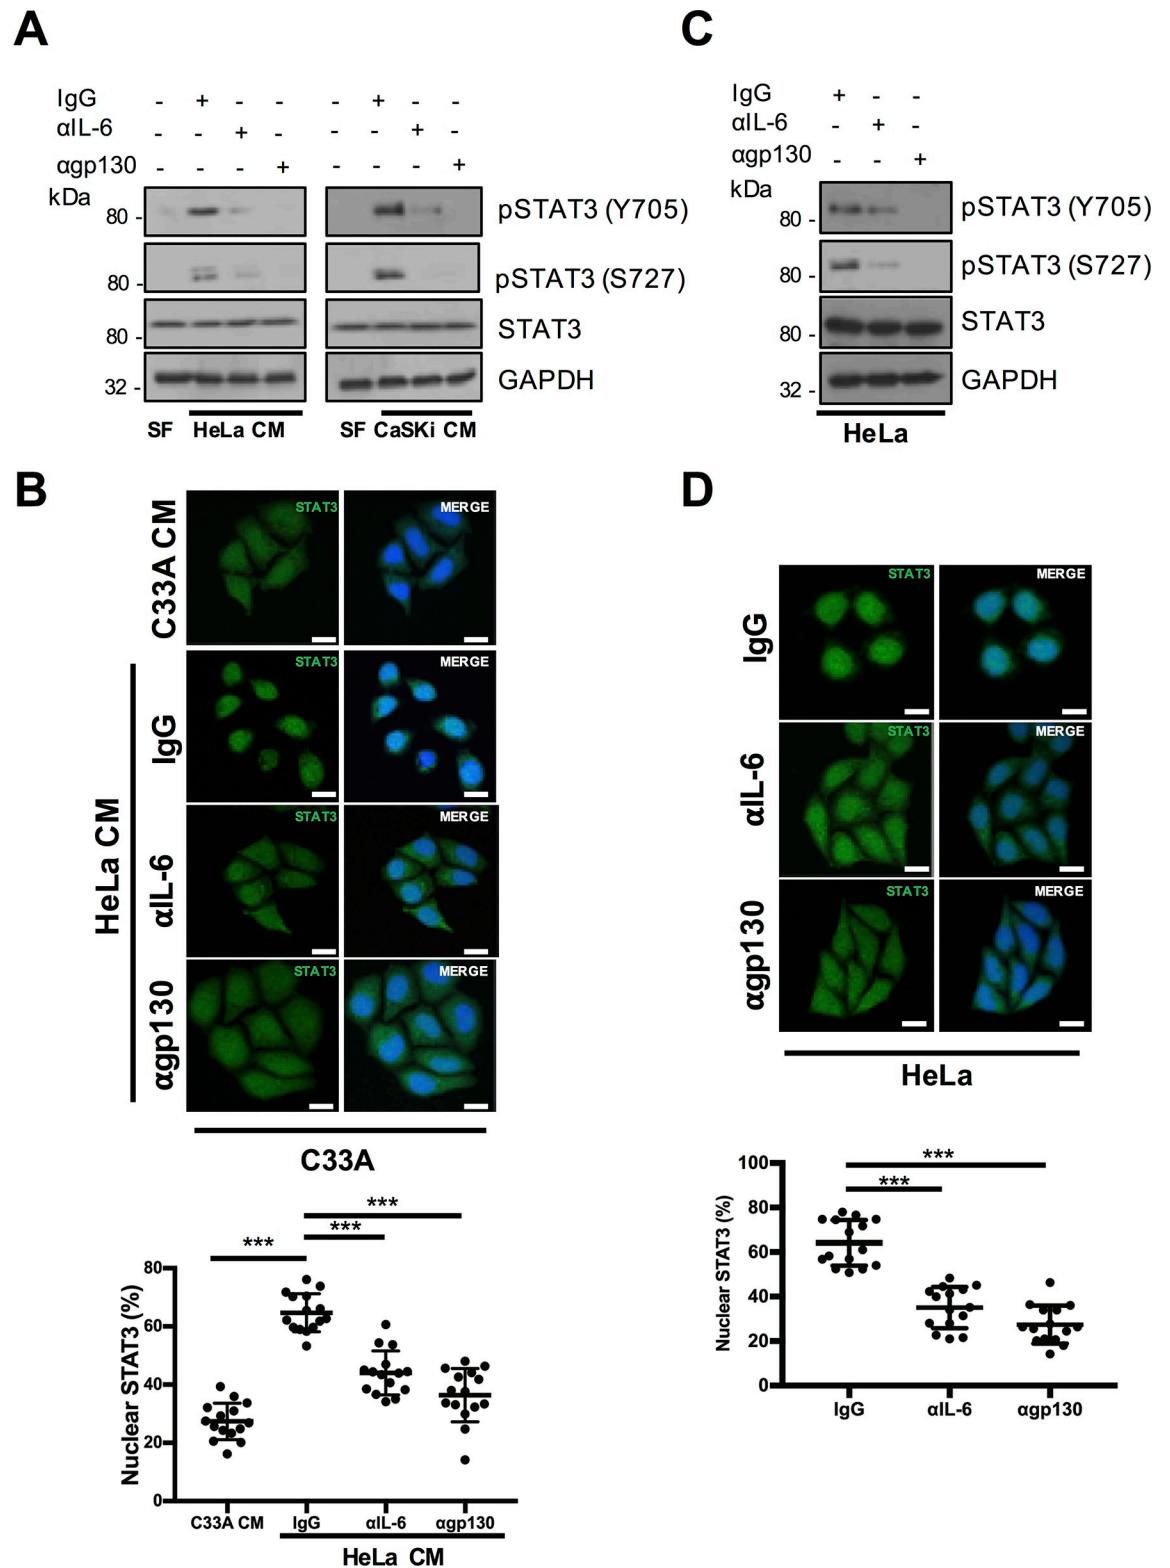 A
IgG - + - - - + - -
αIL-6 - - + - - - + -
αgp130 - - - + - - - +
kDa
80 - pSTAT3 (Y705)
80 - pSTAT3 (S727)
80 - STAT3
32 - GAPDH
SF HeLa CM SF CaSKi CM
C
IgG + - -
αIL-6 - + -
αgp130 - - +
kDa
80 - pSTAT3 (Y705)
80 - pSTAT3 (S727)
80 - STAT3
32 - GAPDH
HeLa
B
C33A CM
STAT3 MERGE
HeLa CM
IgG
STAT3 MERGE
αIL-6
STAT3 MERGE
αgp130
STAT3 MERGE
C33A
Nuclear STAT3 (%)
*** *** ***
80
60
40
20
0
C33A CM IgG αIL-6 αgp130
HeLa CM
D
IgG
STAT3 MERGE
αIL-6
STAT3 MERGE
αgp130
STAT3 MERGE
HeLa
Nuclear STAT3 (%)
***
***
100
80
60
40
20
0
IgG αIL-6 αgp130